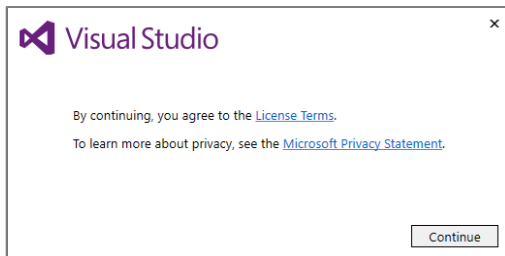 Visual Studio
By continuing, you agree to the License Terms.
To learn more about privacy, see the Microsoft Privacy Statement.
Continue